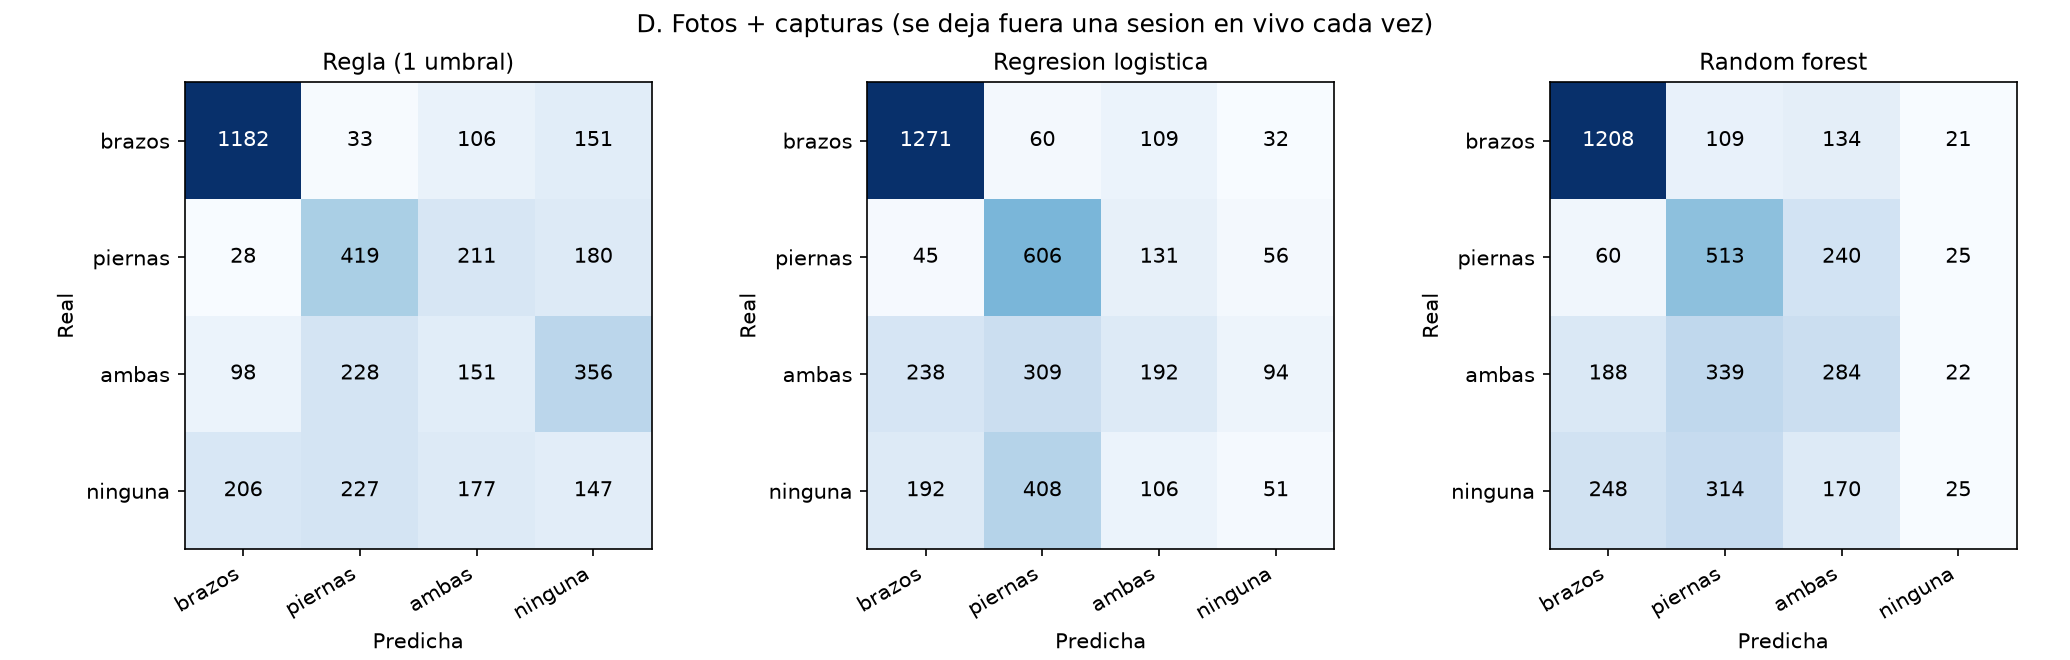 D. Fotos + capturas (se deja fuera una sesion en vivo cada vez)
Regla (1 umbral)
Real
brazos 1182 33 106 151
piernas 28 419 211 180
ambas 98 228 151 356
ninguna 206 227 177 147
brazos piernas ambas ninguna
Predicha
Regresion logistica
Real
brazos 1271 60 109 32
piernas 45 606 131 56
ambas 238 309 192 94
ninguna 192 408 106 51
brazos piernas ambas ninguna
Predicha
Random forest
Real
brazos 1208 109 134 21
piernas 60 513 240 25
ambas 188 339 284 22
ninguna 248 314 170 25
brazos piernas ambas ninguna
Predicha